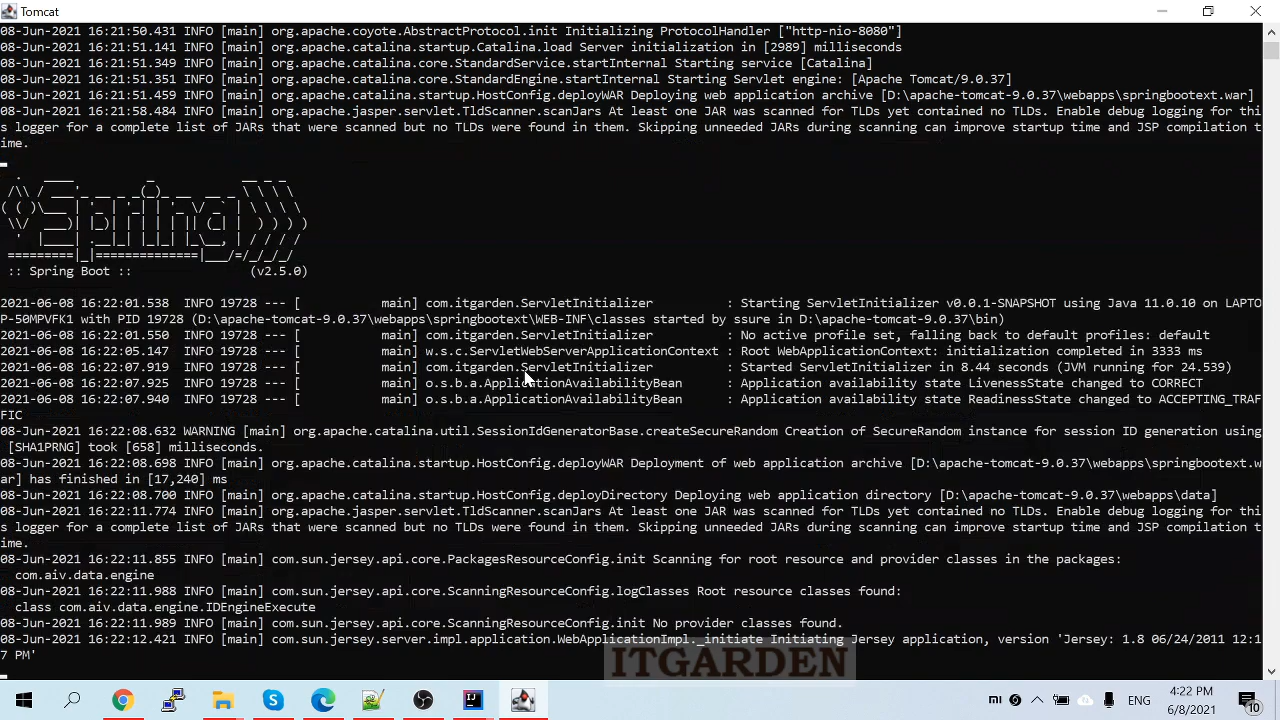 Tomcat
08-Jun-2021 16:21:50.431 INFO [main] org.apache.coyote.AbstractProtocol.init Initializing ProtocolHandler ["http-nio-8080"]
08-Jun-2021 16:21:51.141 INFO [main] org.apache.catalina.startup.Catalina.load Server initialization in [2989] milliseconds
08-Jun-2021 16:21:51.349 INFO [main] org.apache.catalina.core.StandardService.startInternal Starting service [Catalina]
08-Jun-2021 16:21:51.351 INFO [main] org.apache.catalina.core.StandardEngine.startInternal Starting Servlet engine: [Apache Tomcat/9.0.37]
08-Jun-2021 16:21:51.459 INFO [main] org.apache.catalina.startup.HostConfig.deployWAR Deploying web application archive [D:\apache-tomcat-9.0.37\webapps\springbootext.war]
08-Jun-2021 16:21:58.484 INFO [main] org.apache.jasper.servlet.TldScanner.scanJars At least one JAR was scanned for TLDs yet contained no TLDs. Enable debug logging for thi
s logger for a complete list of JARs that were scanned but no TLDs were found in them. Skipping unneeded JARs during scanning can improve startup time and JSP compilation t
ime.
Spring
:: Spring Boot :: (v2.5.0)
2021-06-08 16:22:01.538 INFO 19728 --- [ main] com.itgarden.ServletInitializer : Starting ServletInitializer v0.0.1-SNAPSHOT using Java 11.0.10 on LAPTO
P-50MPVFK1 with PID 19728 (D:\apache-tomcat-9.0.37\webapps\springbootext\WEB-INF\classes started by ssure in D:\apache-tomcat-9.0.37\bin)
2021-06-08 16:22:01.550 INFO 19728 --- [ main] com.itgarden.ServletInitializer : No active profile set, falling back to default profiles: default
2021-06-08 16:22:05.147 INFO 19728 --- [ main] w.s.c.ServletWebServerApplicationContext : Root WebApplicationContext: initialization completed in 3333 ms
2021-06-08 16:22:07.919 INFO 19728 --- [ main] com.itgarden.ServletInitializer : Started ServletInitializer in 8.44 seconds (JVM running for 24.539)
2021-06-08 16:22:07.925 INFO 19728 --- [ main] o.s.b.a.ApplicationAvailabilityBean : Application availability state LivenessState changed to CORRECT
2021-06-08 16:22:07.940 INFO 19728 --- [ main] o.s.b.a.ApplicationAvailabilityBean : Application availability state ReadinessState changed to ACCEPTING_TRAF
FIC
08-Jun-2021 16:22:08.632 WARNING [main] org.apache.catalina.util.SessionIdGeneratorBase.createSecureRandom Creation of SecureRandom instance for session ID generation using
[SHA1PRNG] took [658] milliseconds.
08-Jun-2021 16:22:08.698 INFO [main] org.apache.catalina.startup.HostConfig.deployWAR Deployment of web application archive [D:\apache-tomcat-9.0.37\webapps\springbootext.w
ar] has finished in [17,240] ms
08-Jun-2021 16:22:08.700 INFO [main] org.apache.catalina.startup.HostConfig.deployDirectory Deploying web application directory [D:\apache-tomcat-9.0.37\webapps\data]
08-Jun-2021 16:22:11.774 INFO [main] org.apache.jasper.servlet.TldScanner.scanJars At least one JAR was scanned for TLDs yet contained no TLDs. Enable debug logging for thi
s logger for a complete list of JARs that were scanned but no TLDs were found in them. Skipping unneeded JARs during scanning can improve startup time and JSP compilation t
ime.
08-Jun-2021 16:22:11.855 INFO [main] com.sun.jersey.api.core.PackagesResourceConfig.init Scanning for root resource and provider classes in the packages:
com.aiv.data.engine
08-Jun-2021 16:22:11.988 INFO [main] com.sun.jersey.api.core.ScanningResourceConfig.logClasses Root resource classes found:
class com.aiv.data.engine.IDEngineExecute
08-Jun-2021 16:22:11.989 INFO [main] com.sun.jersey.api.core.ScanningResourceConfig.init No provider classes found.
08-Jun-2021 16:22:12.421 INFO [main] com.sun.jersey.server.impl.application.WebApplicationImpl._initiate Initiating Jersey application, version 'Jersey: 1.8 06/24/2011 12:1
7 PM'
ITGARDEN
ENG
4:22 PM
6/8/2021
10